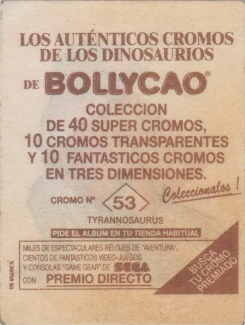 LOS AUTÉNTICOS CROMOS
DE LOS DINOSAURIOS
DE BOLLYCAO®
COLECCION
DE 40 SUPER CROMOS,
10 CROMOS TRANSPARENTES
Y 10 FANTASTICOS CROMOS
EN TRES DIMENSIONES.
Coleccionalos !
CROMO Nº 53
TYRANNOSAURUS
PIDE EL ALBUM EN TU TIENDA HABITUAL
MILES DE ESPECTACULARES RELOJES DE "AVENTURA",
CIENTOS DE FANTASTICOS VIDEO-JUEGOS
Y CONSOLAS "GAME GEAR" DE SEGA
CON PREMIO DIRECTO
BUSCA
TU CROMO
PREMIADO